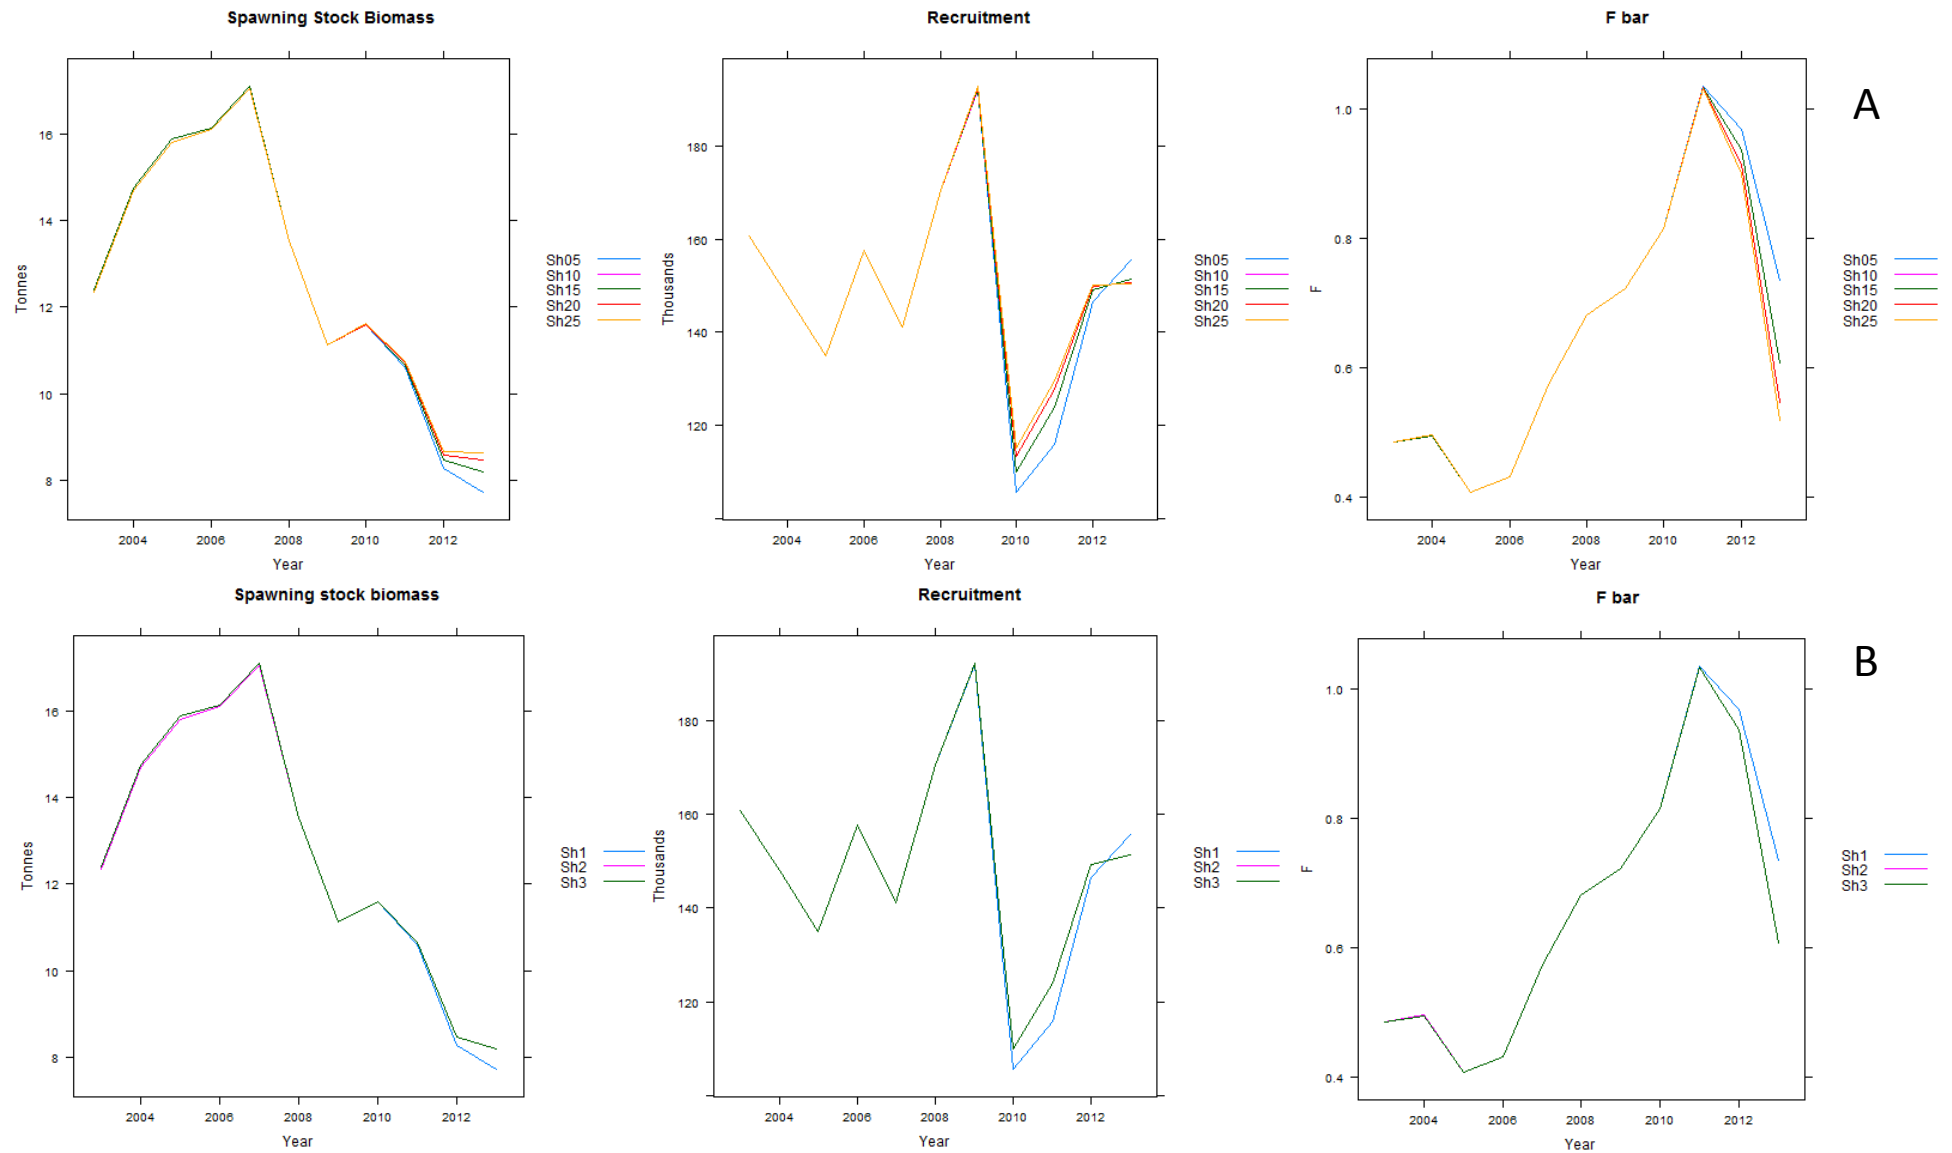 Spawning Stock Biomass
Recruitment
F bar
A
16
14
12
10
8
Tonnes
2004 2006 2008 2010 2012
Year
Sh05
Sh10
Sh15
Sh20
Sh25
180
160
140
120
Thousands
2004 2006 2008 2010 2012
Year
Sh05
Sh10
Sh15
Sh20
Sh25
1.0
0.8
0.6
0.4
F
2004 2006 2008 2010 2012
Year
Sh05
Sh10
Sh15
Sh20
Sh25
Spawning stock biomass
Recruitment
F bar
B
16
14
12
10
8
Tonnes
2004 2006 2008 2010 2012
Year
Sh1
Sh2
Sh3
180
160
140
120
Thousands
2004 2006 2008 2010 2012
Year
Sh1
Sh2
Sh3
1.0
0.8
0.6
0.4
F
2004 2006 2008 2010 2012
Year
Sh1
Sh2
Sh3